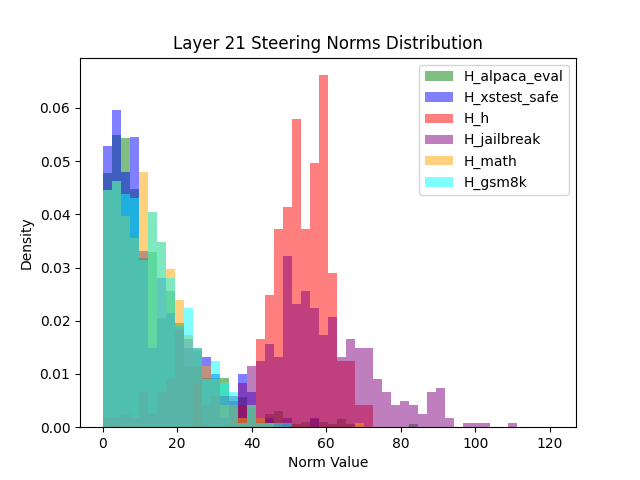 Layer 21 Steering Norms Distribution
H_alpaca_eval
H_xstest_safe
H_h
H_jailbreak
H_math
H_gsm8k
Density
0.06
0.05
0.04
0.03
0.02
0.01
0.00
0 20 40 60 80 100 120
Norm Value